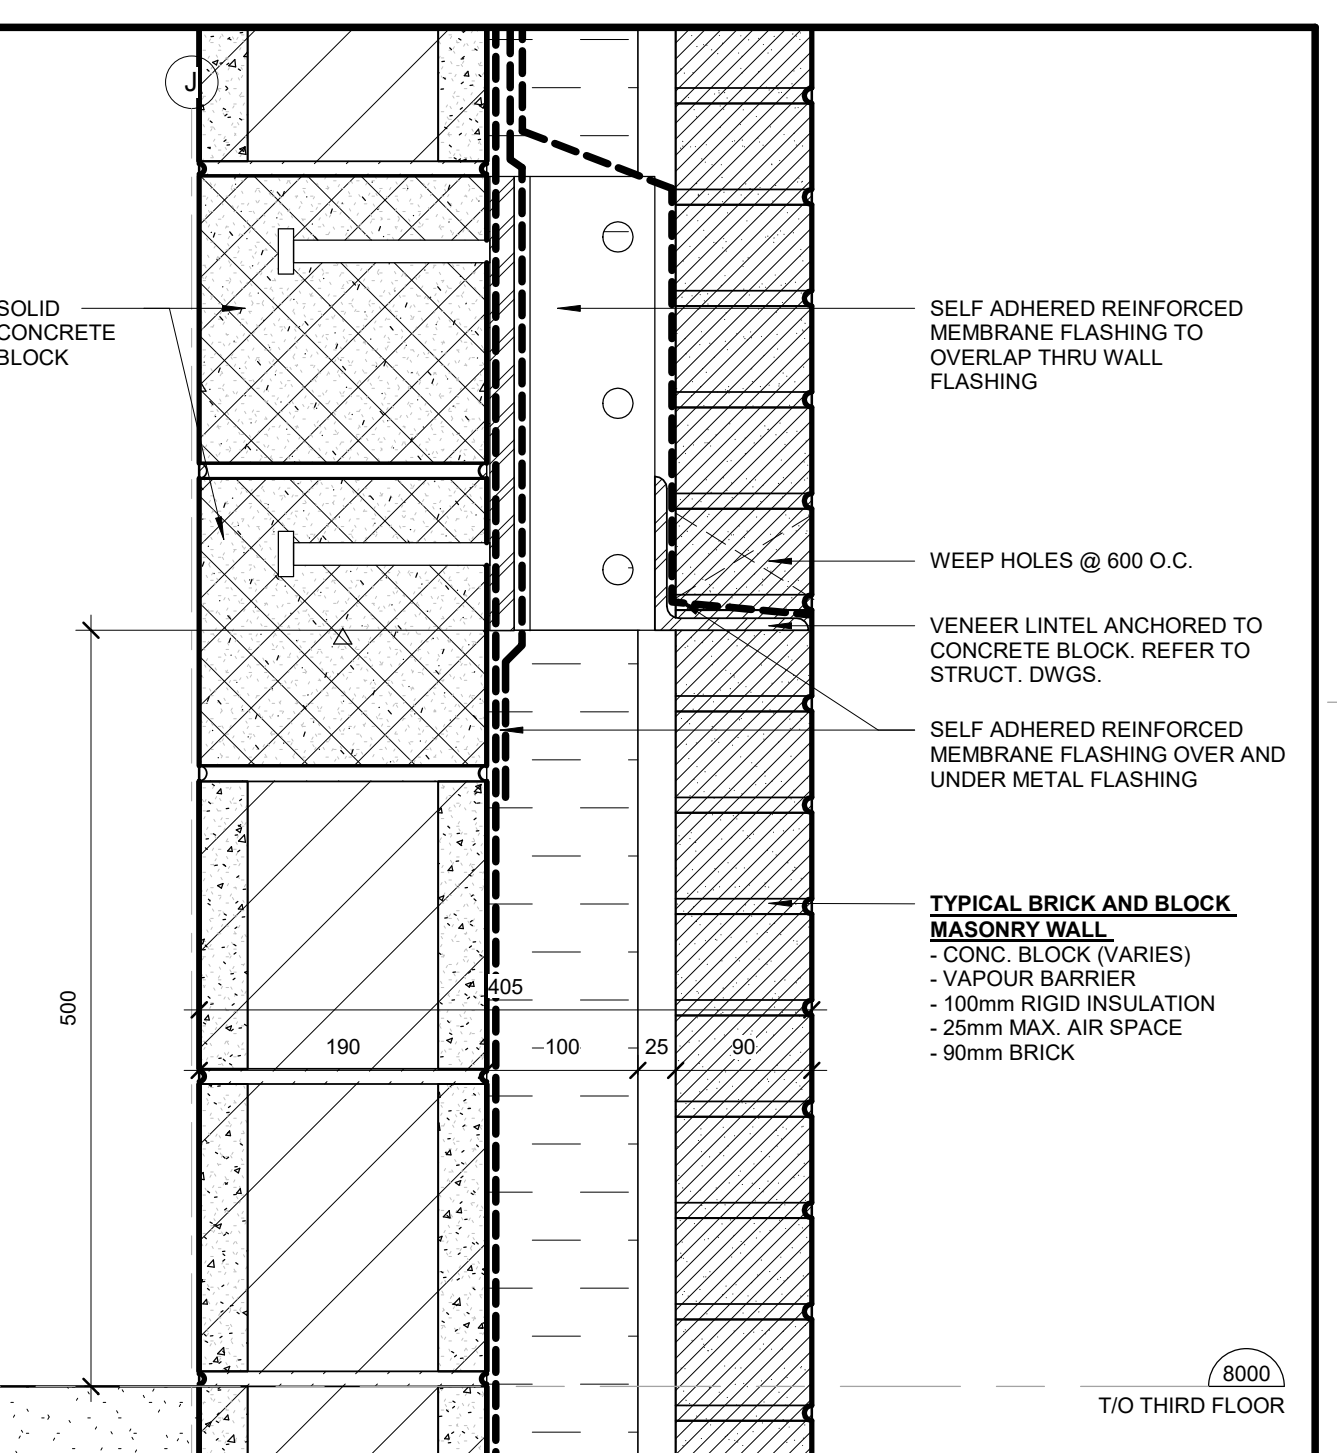 J
SOLID
CONCRETE
BLOCK
SELF ADHERED REINFORCED
MEMBRANE FLASHING TO
OVERLAP THRU WALL
FLASHING
WEEP HOLES @ 600 O.C.
VENEER LINTEL ANCHORED TO
CONCRETE BLOCK. REFER TO
STRUCT. DWGS.
SELF ADHERED REINFORCED
MEMBRANE FLASHING OVER AND
UNDER METAL FLASHING
TYPICAL BRICK AND BLOCK
MASONRY WALL
- CONC. BLOCK (VARIES)
- VAPOUR BARRIER
- 100mm RIGID INSULATION
- 25mm MAX. AIR SPACE
- 90mm BRICK
500
405
190
100
25
90
8000
T/O THIRD FLOOR